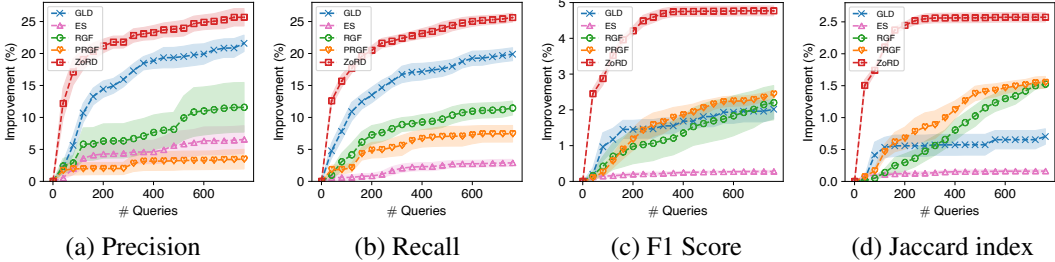 Improvement (%)
25
20
15
10
5
0
0 200 400 600
# Queries
GLD
ES
RGF
PRGF
ZoRD
(a) Precision
Improvement (%)
25
20
15
10
5
0
0 200 400 600
# Queries
GLD
ES
RGF
PRGF
ZoRD
(b) Recall
Improvement (%)
5
4
3
2
1
0
0 200 400 600
# Queries
GLD
ES
RGF
PRGF
ZoRD
(c) F1 Score
Improvement (%)
3.0
2.5
2.0
1.5
1.0
0.5
0.0
0 200 400 600
# Queries
GLD
ES
RGF
PRGF
ZoRD
(d) Jaccard index